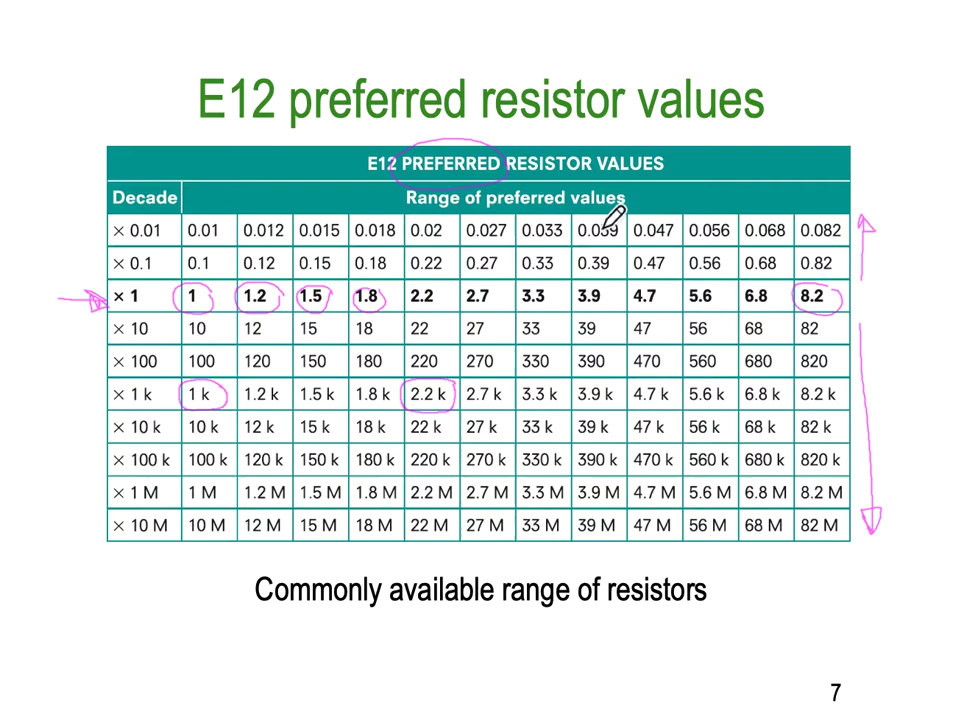 E12 preferred resistor values
E12 PREFERRED RESISTOR VALUES
Decade Range of preferred values
× 0.01 0.01 0.012 0.015 0.018 0.02 0.027 0.033 0.039 0.047 0.056 0.068 0.082
× 0.1 0.1 0.12 0.15 0.18 0.22 0.27 0.33 0.39 0.47 0.56 0.68 0.82
× 1 1 1.2 1.5 1.8 2.2 2.7 3.3 3.9 4.7 5.6 6.8 8.2
× 10 10 12 15 18 22 27 33 39 47 56 68 82
× 100 100 120 150 180 220 270 330 390 470 560 680 820
× 1 k 1 k 1.2 k 1.5 k 1.8 k 2.2 k 2.7 k 3.3 k 3.9 k 4.7 k 5.6 k 6.8 k 8.2 k
× 10 k 10 k 12 k 15 k 18 k 22 k 27 k 33 k 39 k 47 k 56 k 68 k 82 k
× 100 k 100 k 120 k 150 k 180 k 220 k 270 k 330 k 390 k 470 k 560 k 680 k 820 k
× 1 M 1 M 1.2 M 1.5 M 1.8 M 2.2 M 2.7 M 3.3 M 3.9 M 4.7 M 5.6 M 6.8 M 8.2 M
× 10 M 10 M 12 M 15 M 18 M 22 M 27 M 33 M 39 M 47 M 56 M 68 M 82 M
Commonly available range of resistors
7